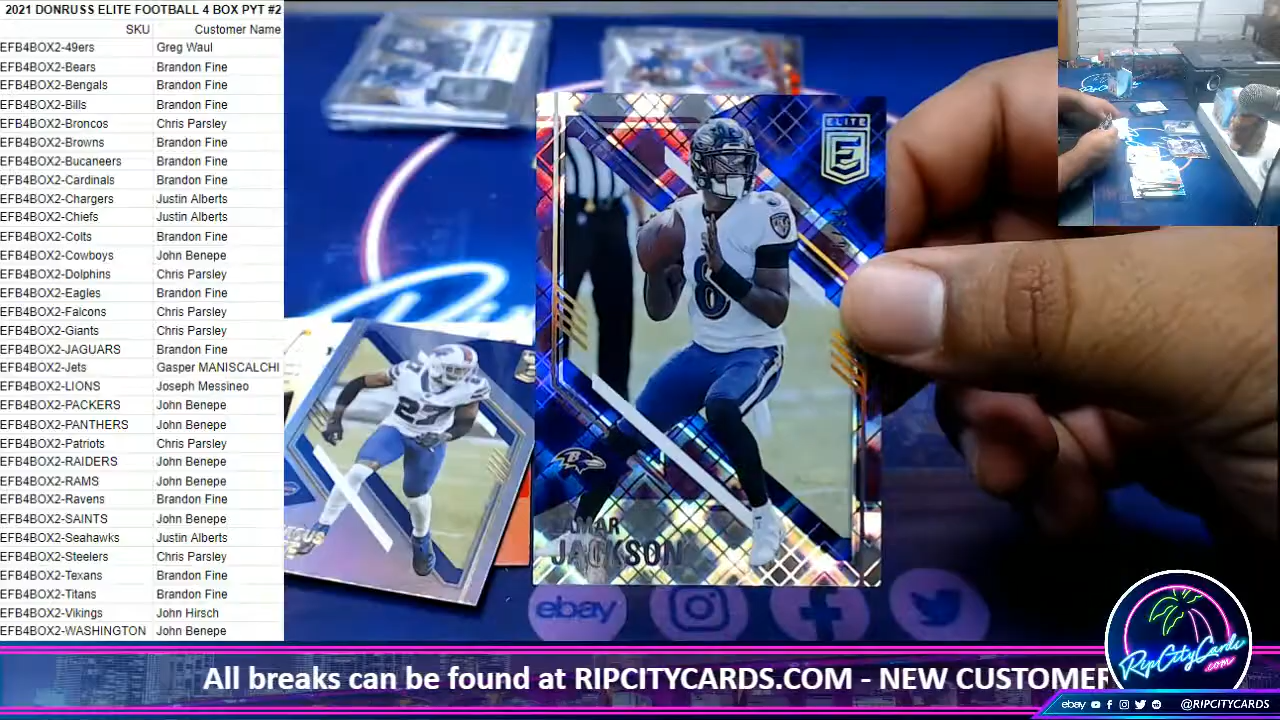 2021 DONRUSS ELITE FOOTBALL 4 BOX PYT #2
SKU Customer Name
EFB4BOX2-49ers Greg Waul
EFB4BOX2-Bears Brandon Fine
EFB4BOX2-Bengals Brandon Fine
EFB4BOX2-Bills Brandon Fine
EFB4BOX2-Broncos Chris Parsley
EFB4BOX2-Browns Brandon Fine
EFB4BOX2-Bucaneers Brandon Fine
EFB4BOX2-Cardinals Brandon Fine
EFB4BOX2-Chargers Justin Alberts
EFB4BOX2-Chiefs Justin Alberts
EFB4BOX2-Colts Brandon Fine
EFB4BOX2-Cowboys John Benepe
EFB4BOX2-Dolphins Chris Parsley
EFB4BOX2-Eagles Brandon Fine
EFB4BOX2-Falcons Chris Parsley
EFB4BOX2-Giants Chris Parsley
EFB4BOX2-JAGUARS Brandon Fine
EFB4BOX2-Jets Gasper MANISCALCHI
EFB4BOX2-LIONS Joseph Messineo
EFB4BOX2-PACKERS John Benepe
EFB4BOX2-PANTHERS John Benepe
EFB4BOX2-Patriots Chris Parsley
EFB4BOX2-RAIDERS John Benepe
EFB4BOX2-RAMS John Benepe
EFB4BOX2-Ravens Brandon Fine
EFB4BOX2-SAINTS John Benepe
EFB4BOX2-Seahawks Justin Alberts
EFB4BOX2-Steelers Chris Parsley
EFB4BOX2-Texans Brandon Fine
EFB4BOX2-Titans Brandon Fine
EFB4BOX2-Vikings John Hirsch
EFB4BOX2-WASHINGTON John Benepe
ELITE
E
8
B
LAMAR
JACKSON
27
ebay
RipCityCards
.com
All breaks can be found at RIPCITYCARDS.COM - NEW CUSTOMER
ebay @RIPCITYCARDS